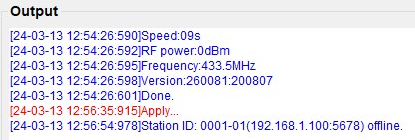 Output
[24-03-13 12:54:26:590]Speed:09s
[24-03-13 12:54:26:592]RF power:0dBm
[24-03-13 12:54:26:595]Frequency:433.5MHz
[24-03-13 12:54:26:598]Version:260081:200807
[24-03-13 12:54:26:601]Done.
[24-03-13 12:56:35:915]Apply...
[24-03-13 12:56:54:978]Station ID: 0001-01(192.168.1.100:5678) offline.